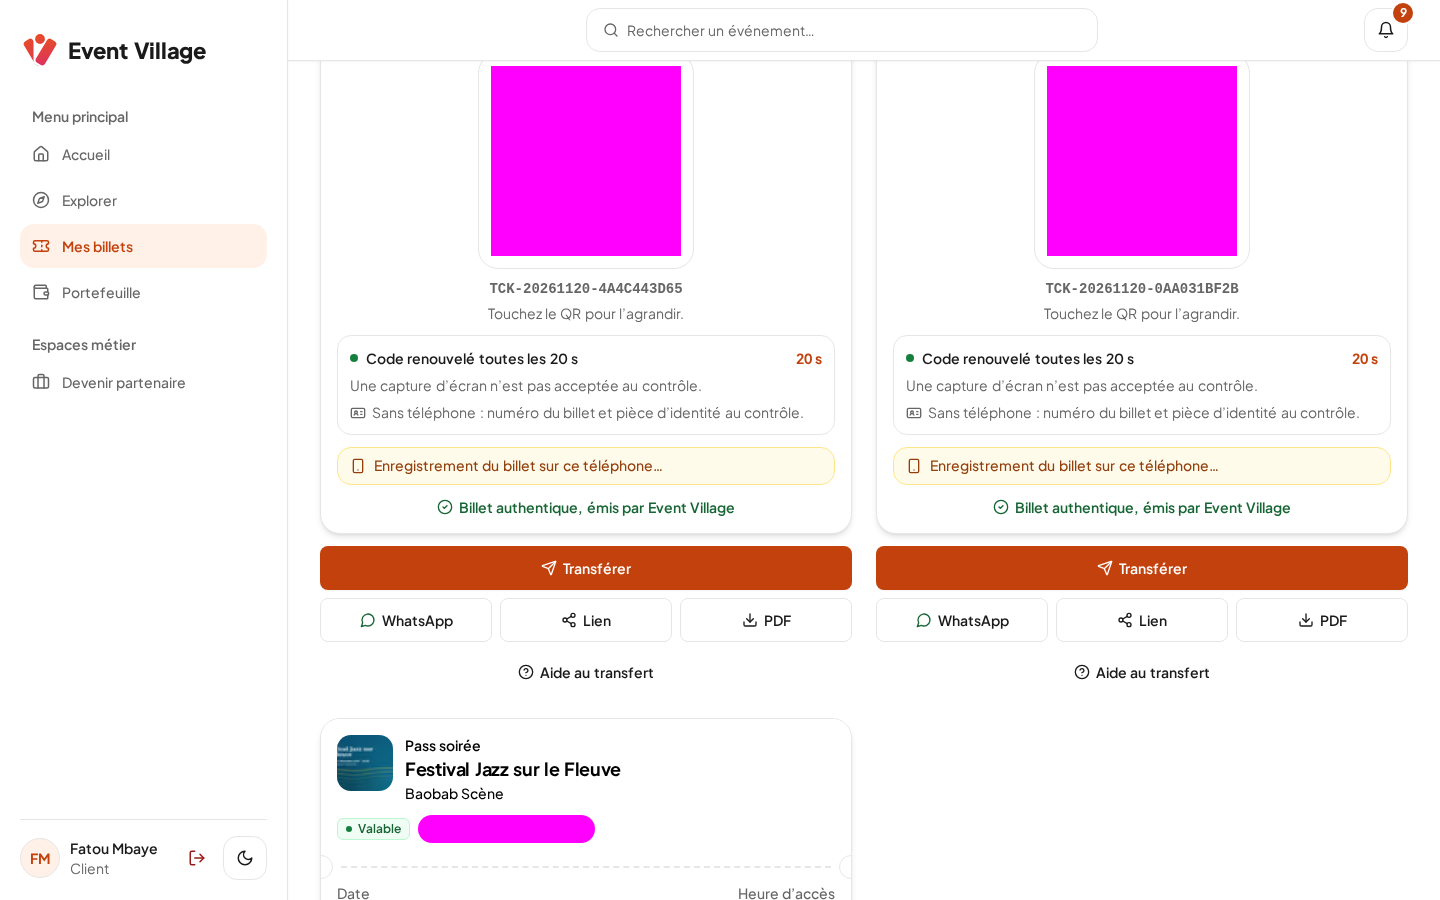 Event Village
Rechercher un événement…
9
Menu principal
Accueil
Explorer
Mes billets
Portefeuille
Espaces métier
Devenir partenaire
FM
Fatou Mbaye
Client
TCK-20261120-4A4C443D65
Touchez le QR pour l'agrandir.
Code renouvelé toutes les 20 s
20 s
Une capture d'écran n'est pas acceptée au contrôle.
Sans téléphone : numéro du billet et pièce d'identité au contrôle.
Enregistrement du billet sur ce téléphone…
Billet authentique, émis par Event Village
Transférer
WhatsApp
Lien
PDF
Aide au transfert
TCK-20261120-0AA031BF2B
Touchez le QR pour l'agrandir.
Code renouvelé toutes les 20 s
20 s
Une capture d'écran n'est pas acceptée au contrôle.
Sans téléphone : numéro du billet et pièce d'identité au contrôle.
Enregistrement du billet sur ce téléphone…
Billet authentique, émis par Event Village
Transférer
WhatsApp
Lien
PDF
Aide au transfert
Pass soirée
Festival Jazz sur le Fleuve
Baobab Scène
Valable
Date
Heure d'accès